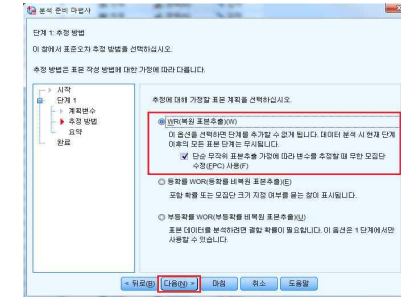 분석 준비 마법사
단계 1: 추정 방법
이 창에서 표준오차 추정 방법을 선택하십시오.
추정 방법은 표본 작성 방법에 대한 가정에 따라 다릅니다.
시작
단계 1
계획변수
추정 방법
요약
완료
추정에 대해 가정할 표본 계획을 선택하십시오.
WR(복원 표본추출)(W)
이 옵션을 선택하면 단계를 추가할 수 없게 됩니다. 데이터 분석 시 현재 단계
이후의 모든 표본 단계는 무시됩니다.
단순 무작위 표본추출 가정에 따라 변수를 추정할 때 무한 모집단
수정(FPC) 사용(F)
등확률 WOR(등확률 비복원 표본추출)(E)
포함 확률 또는 모집단 크기 지정 여부를 묻는 창이 표시됩니다.
부등확률 WOR(부등확률 비복원 표본추출)(U)
표본 데이터를 분석하려면 결합 확률이 필요합니다. 이 옵션은 1 단계에서만
사용할 수 있습니다.
< 뒤로(B) 다음(N) > 마침 취소 도움말